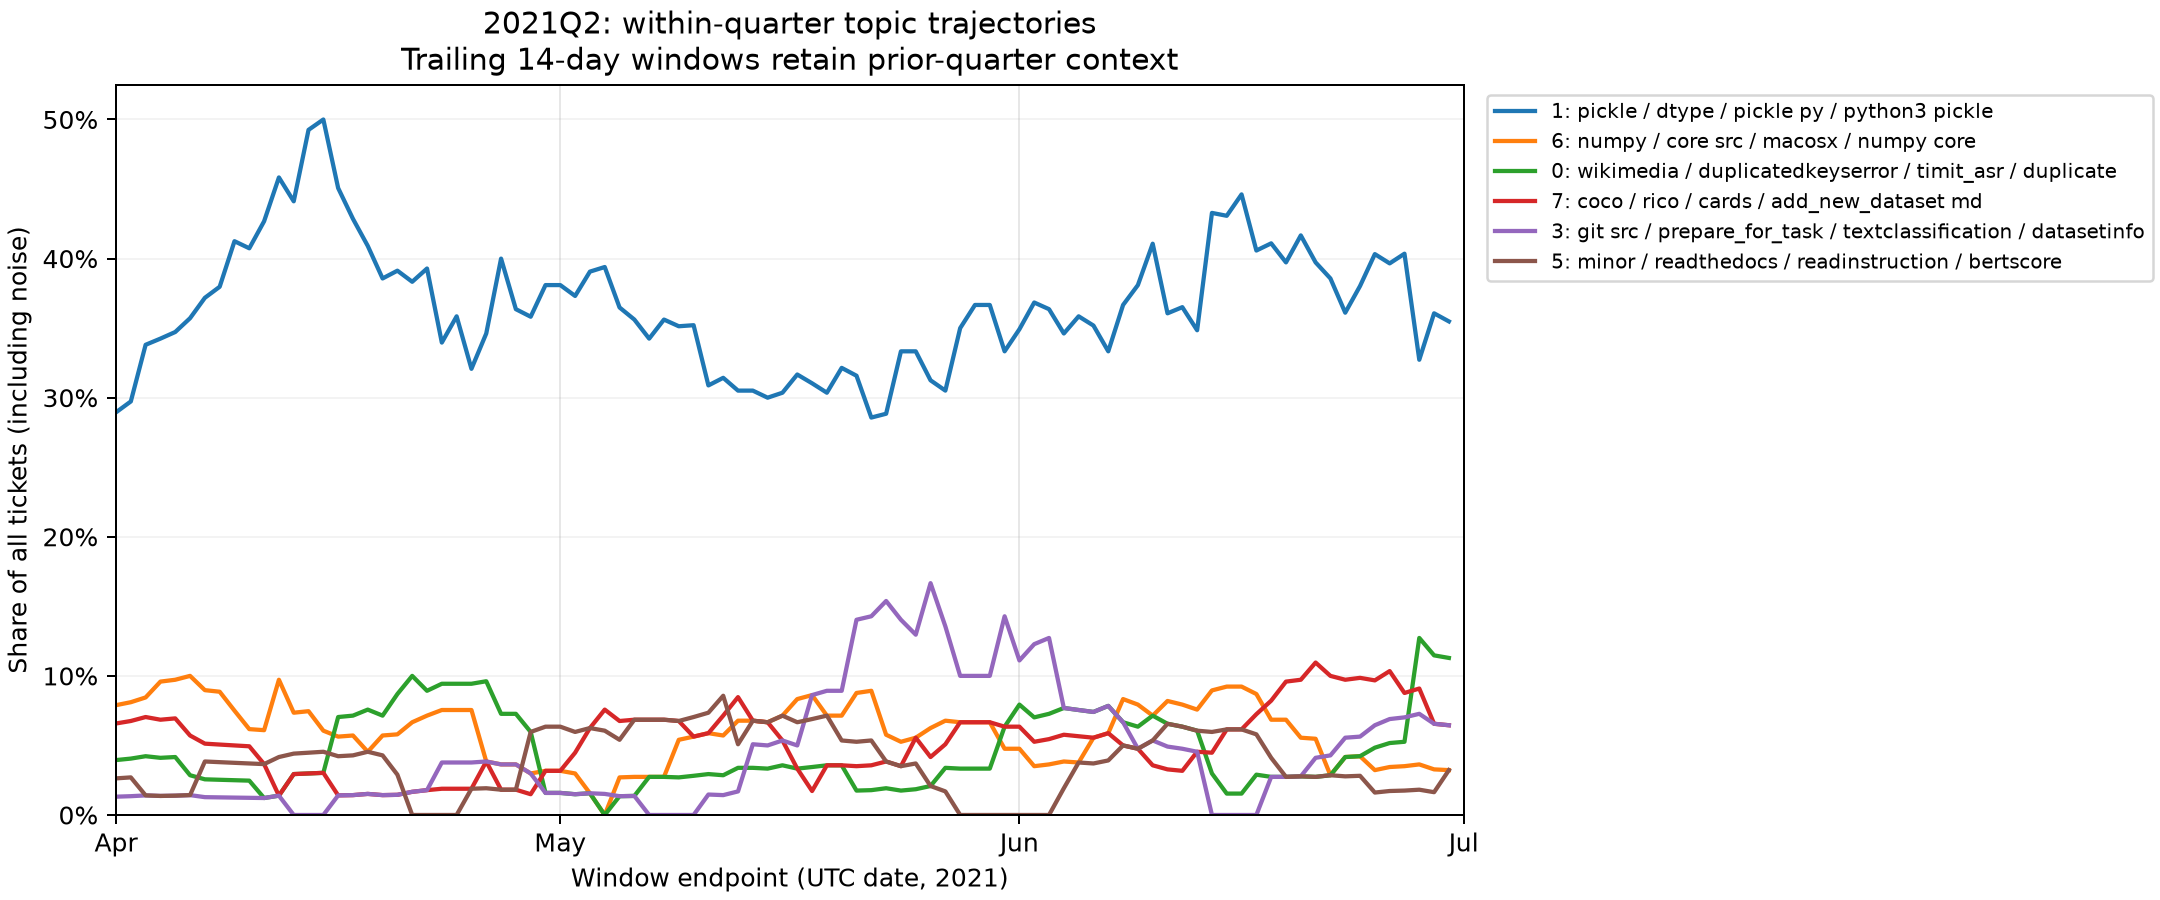 2021Q2: within-quarter topic trajectories
Trailing 14-day windows retain prior-quarter context
Share of all tickets (including noise)
50%
40%
30%
20%
10%
0%
Apr
May
Jun
Jul
Window endpoint (UTC date, 2021)
1: pickle / dtype / pickle py / python3 pickle
6: numpy / core src / macosx / numpy core
0: wikimedia / duplicatedkeyserror / timit_asr / duplicate
7: coco / rico / cards / add_new_dataset md
3: git src / prepare_for_task / textclassification / datasetinfo
5: minor / readthedocs / readinstruction / bertscore